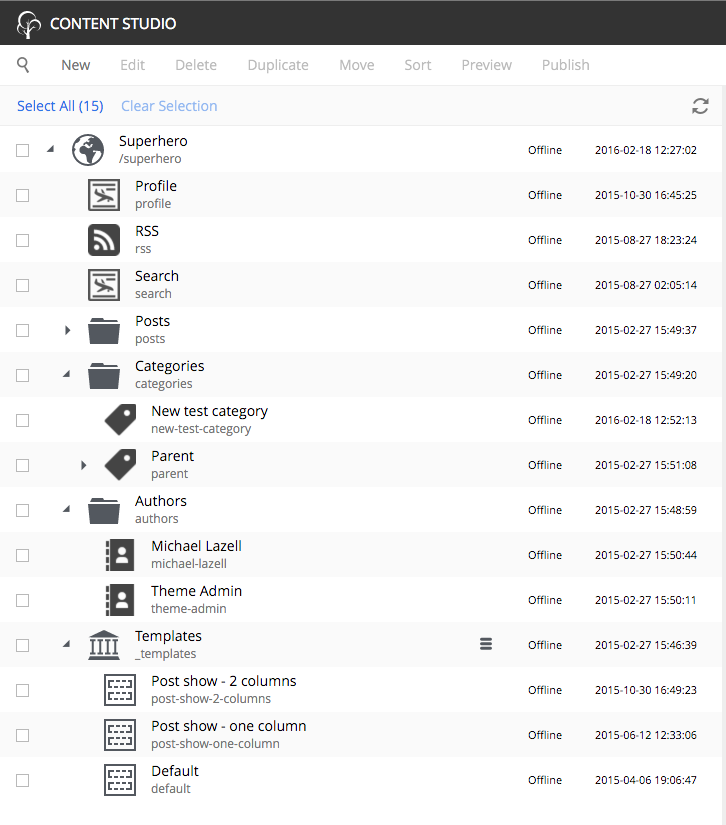 CONTENT STUDIO
New Edit Delete Duplicate Move Sort Preview Publish
Select All (15) Clear Selection
Superhero
/superhero
Offline 2016-02-18 12:27:02
Profile
profile
Offline 2015-10-30 16:45:25
RSS
rss
Offline 2015-08-27 18:23:24
Search
search
Offline 2015-08-27 02:05:14
Posts
posts
Offline 2015-02-27 15:49:37
Categories
categories
Offline 2015-02-27 15:49:20
New test category
new-test-category
Offline 2016-02-18 12:52:13
Parent
parent
Offline 2015-02-27 15:51:08
Authors
authors
Offline 2015-02-27 15:48:59
Michael Lazell
michael-lazell
Offline 2015-02-27 15:50:44
Theme Admin
theme-admin
Offline 2015-02-27 15:50:11
Templates
_templates
Offline 2015-02-27 15:46:39
Post show - 2 columns
post-show-2-columns
Offline 2015-10-30 16:49:23
Post show - one column
post-show-one-column
Offline 2015-06-12 12:33:06
Default
default
Offline 2015-04-06 19:06:47